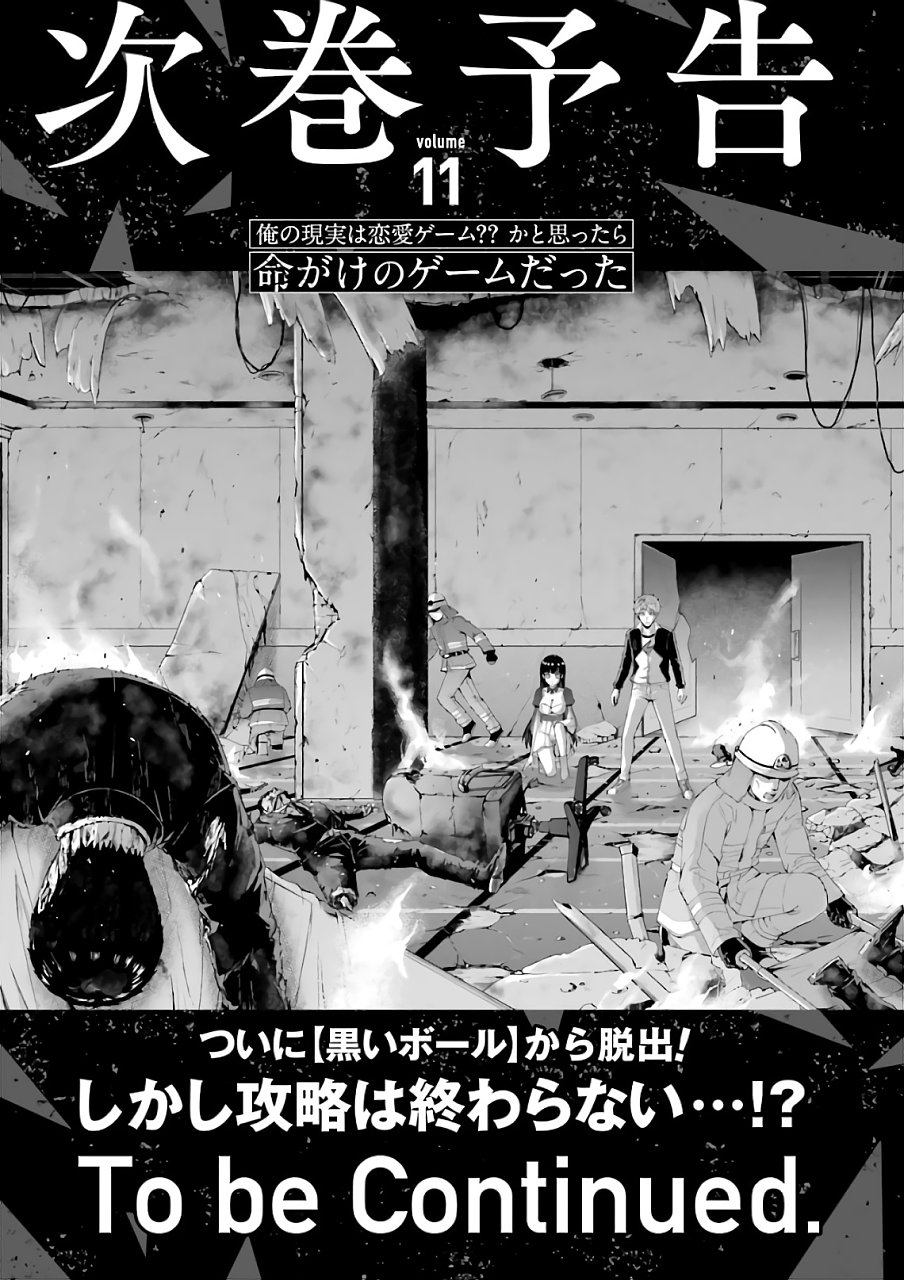 次巻予告
volume
11
俺の現実は恋愛ゲーム?? かと思ったら
命がけのゲームだった
ついに【黒いボール】から脱出!
しかし攻略は終わらない…!?
To be Continued.